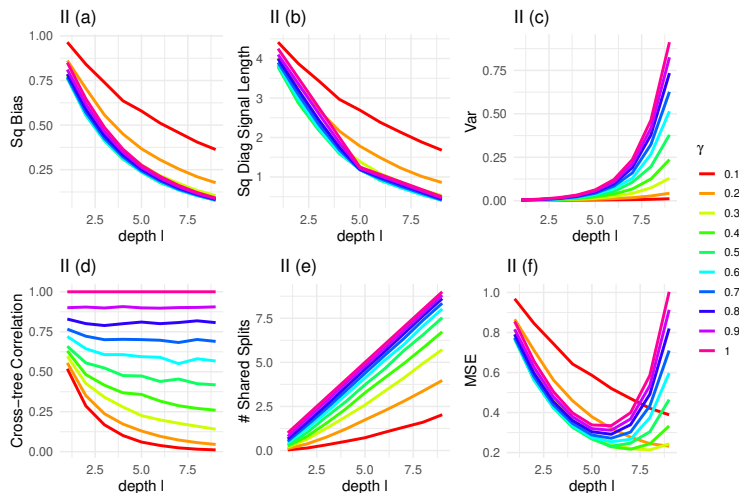 II (a)
II (b)
II (c)
Sq Bias
1.00
0.75
0.50
0.25
2.5
5.0
7.5
depth l
Sq Diag Signal Length
4
3
2
1
2.5
5.0
7.5
depth l
Var
0.75
0.50
0.25
0.00
2.5
5.0
7.5
depth l
γ
0.1
0.2
0.3
0.4
0.5
0.6
0.7
0.8
0.9
1
II (d)
II (e)
II (f)
Cross−tree Correlation
1.00
0.75
0.50
0.25
0.00
2.5
5.0
7.5
depth l
# Shared Splits
7.5
5.0
2.5
0.0
2.5
5.0
7.5
depth l
MSE
1.0
0.8
0.6
0.4
0.2
2.5
5.0
7.5
depth l